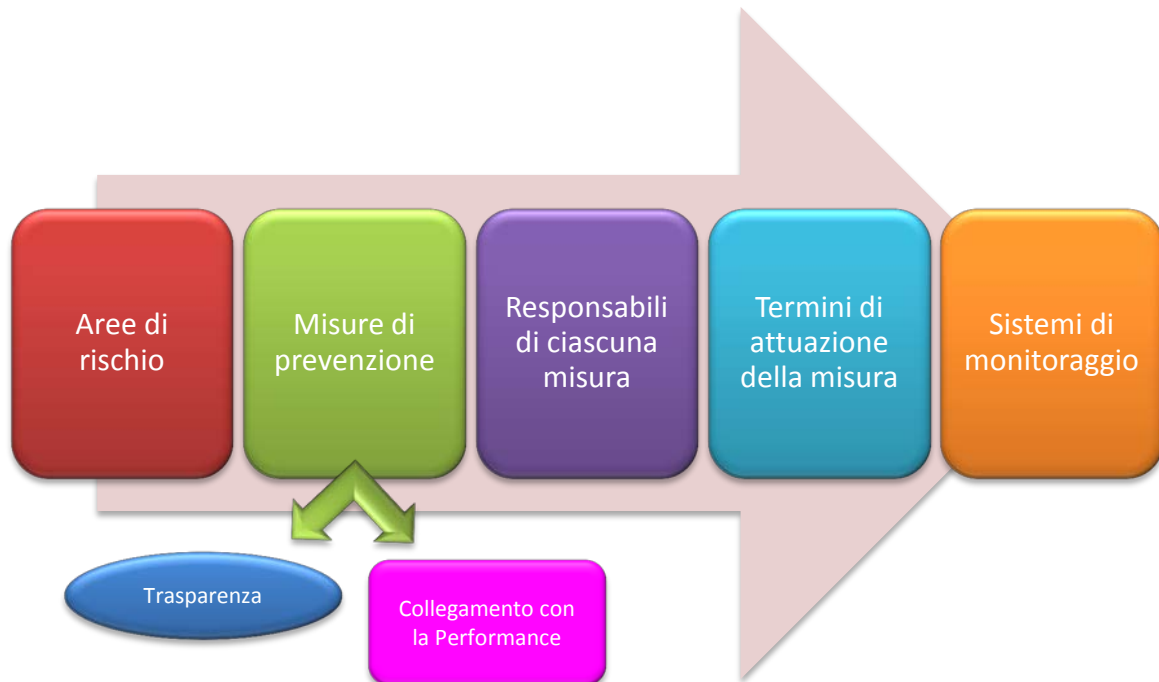 Aree di
rischio
Misure di
prevenzione
Responsabili
di ciascuna
misura
Termini di
attuazione
della misura
Sistemi di
monitoraggio
Trasparenza
Collegamento con
la Performance